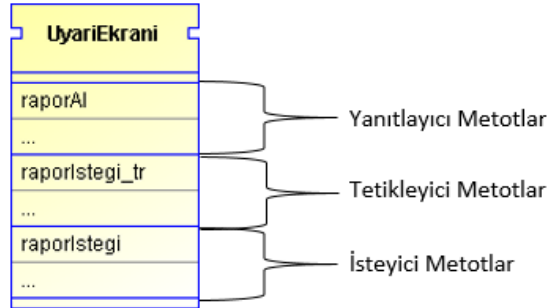 UyariEkrani
raporAl
...
raporIstegi_tr
...
raporIstegi
...
Yanıtlayıcı Metotlar
Tetikleyici Metotlar
İsteyici Metotlar